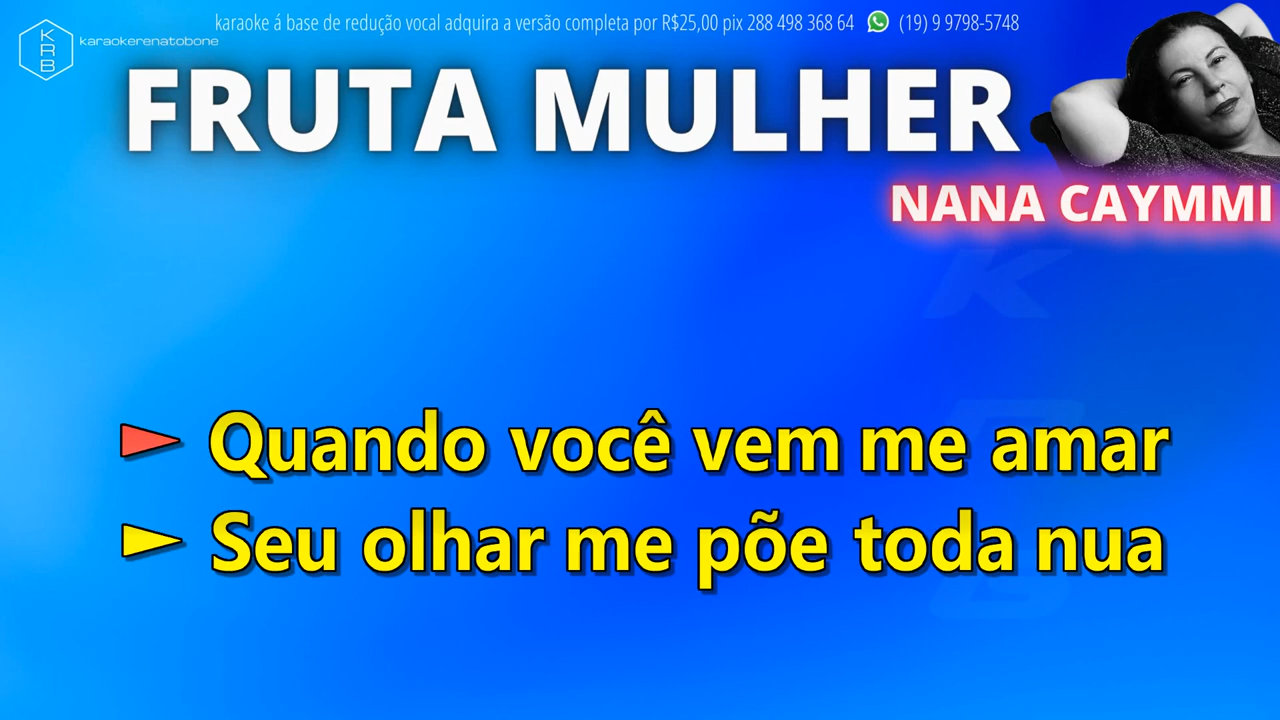 karaoke á base de redução vocal adquira a versão completa por R$25,00 pix 288 498 368 64 (19) 9 9798-5748
KRB karaokerenatobone
FRUTA MULHER
NANA CAYMMI
K
B
Quando você vem me amar
Seu olhar me põe toda nua